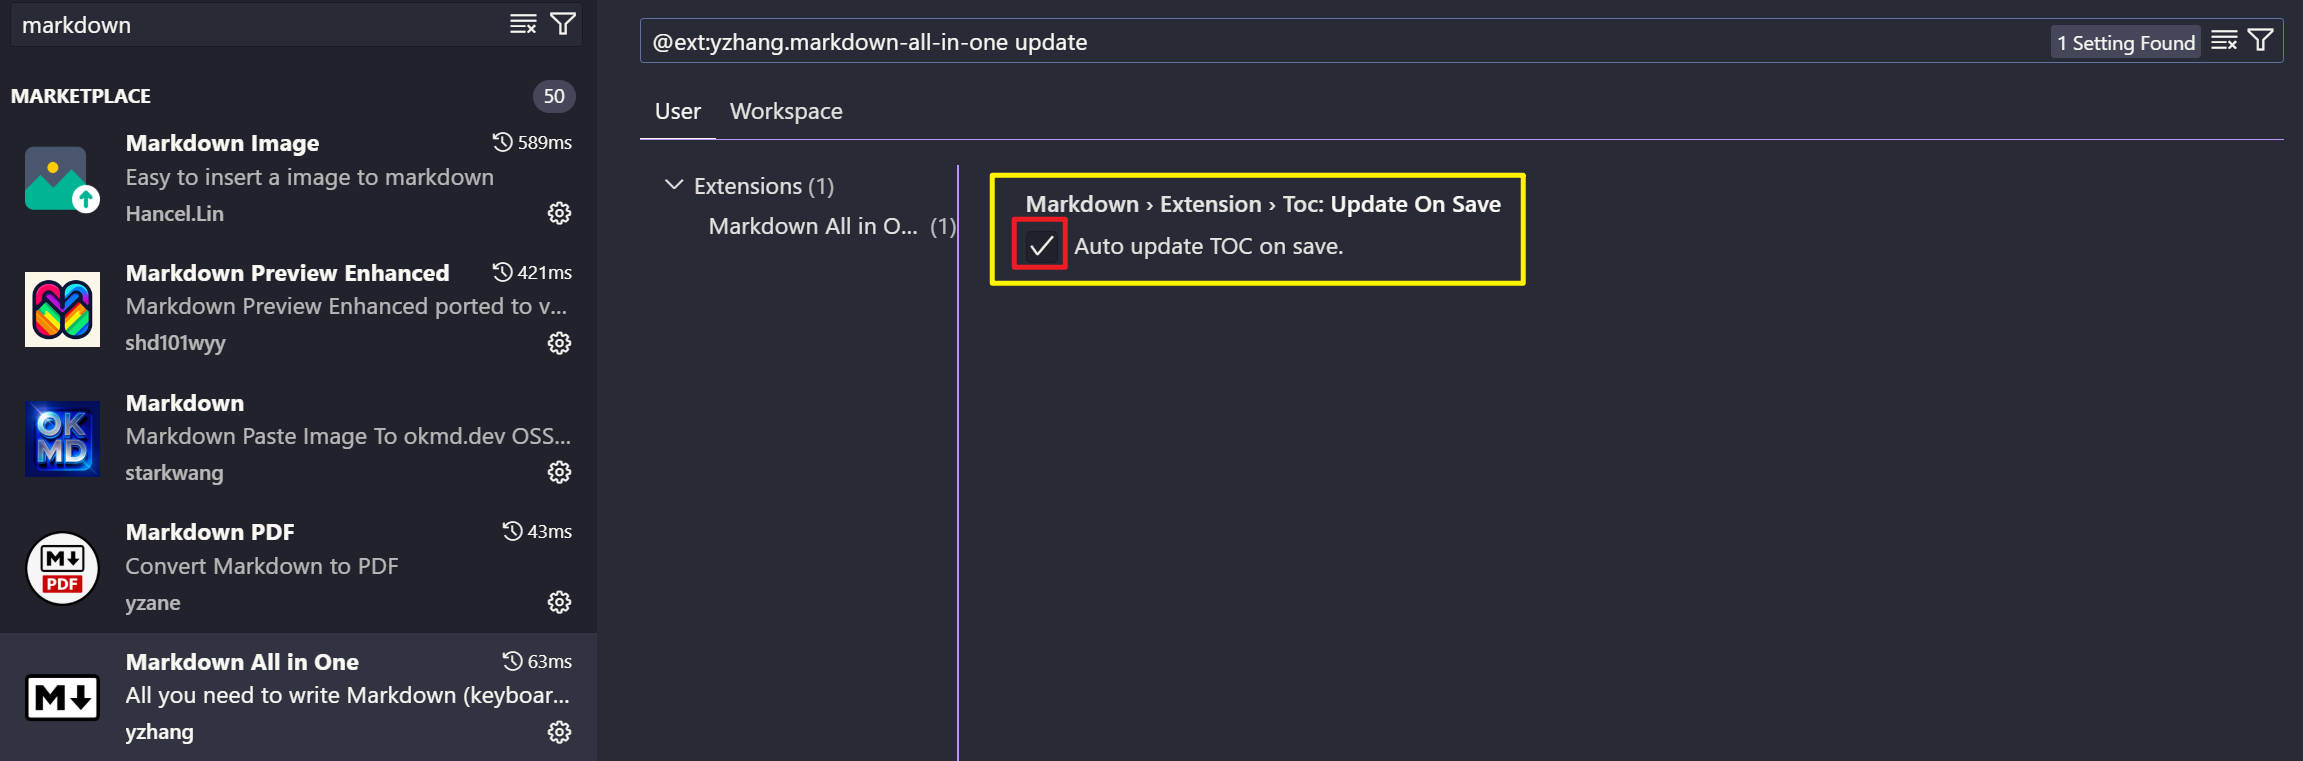 markdown
MARKETPLACE
50
Markdown Image
589ms
Easy to insert a image to markdown
Hancel.Lin
Markdown Preview Enhanced
421ms
Markdown Preview Enhanced ported to v...
shd101wyy
OK
MD
Markdown
Markdown Paste Image To okmd.dev OSS...
starkwang
M
PDF
Markdown PDF
43ms
Convert Markdown to PDF
yzane
M
Markdown All in One
63ms
All you need to write Markdown (keyboar...
yzhang
@ext:yzhang.markdown-all-in-one update
1 Setting Found
User
Workspace
Extensions (1)
Markdown All in O... (1)
Markdown › Extension › Toc: Update On Save
Auto update TOC on save.